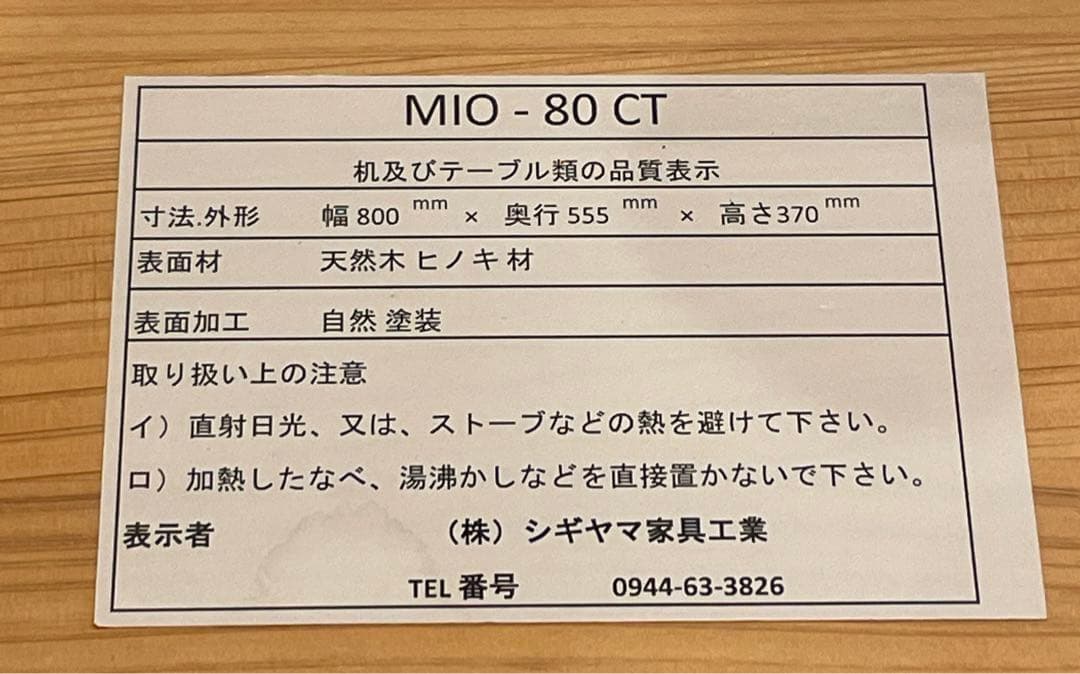 MIO - 80 CT
机及びテーブル類の品質表示
寸法.外形 幅 800 mm × 奥行 555 mm × 高さ370 mm
表面材 天然木 ヒノキ 材
表面加工 自然 塗装
取り扱い上の注意
イ）直射日光、又は、ストーブなどの熱を避けて下さい。
ロ）加熱したなべ、湯沸かしなどを直接置かないで下さい。
表示者 （株）シギヤマ家具工業
TEL 番号 0944-63-3826